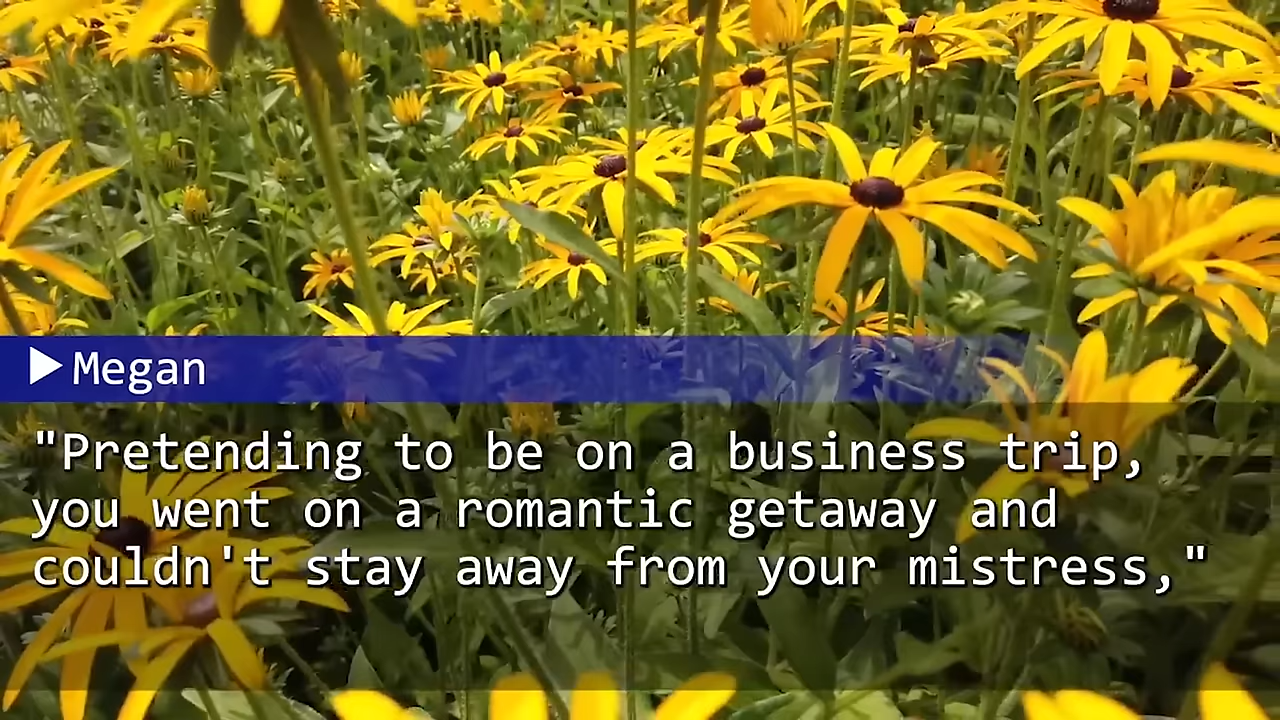 ▶Megan
"Pretending to be on a business trip,
you went on a romantic getaway and
couldn't stay away from your mistress,"